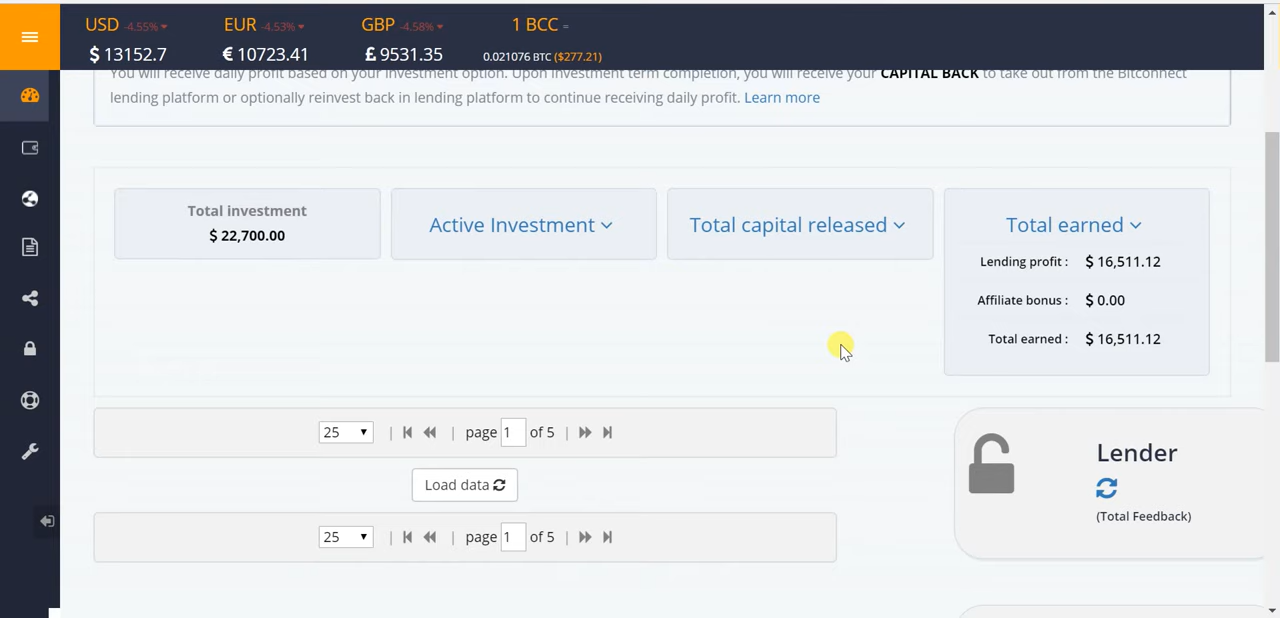 USD -4.55% EUR -4.53% GBP -4.58% 1 BCC =
$ 13152.7 € 10723.41 £ 9531.35 0.021076 BTC ($277.21)
You will receive daily profit based on your investment option. Upon investment term completion, you will receive your CAPITAL BACK to take out from the Bitconnect
lending platform or optionally reinvest back in lending platform to continue receiving daily profit. Learn more
Total investment
$ 22,700.00
Active Investment
Total capital released
Total earned
Lending profit : $ 16,511.12
Affiliate bonus : $ 0.00
Total earned : $ 16,511.12
25 | | page 1 of 5 |
Load data
25 | | page 1 of 5 |
Lender
(Total Feedback)